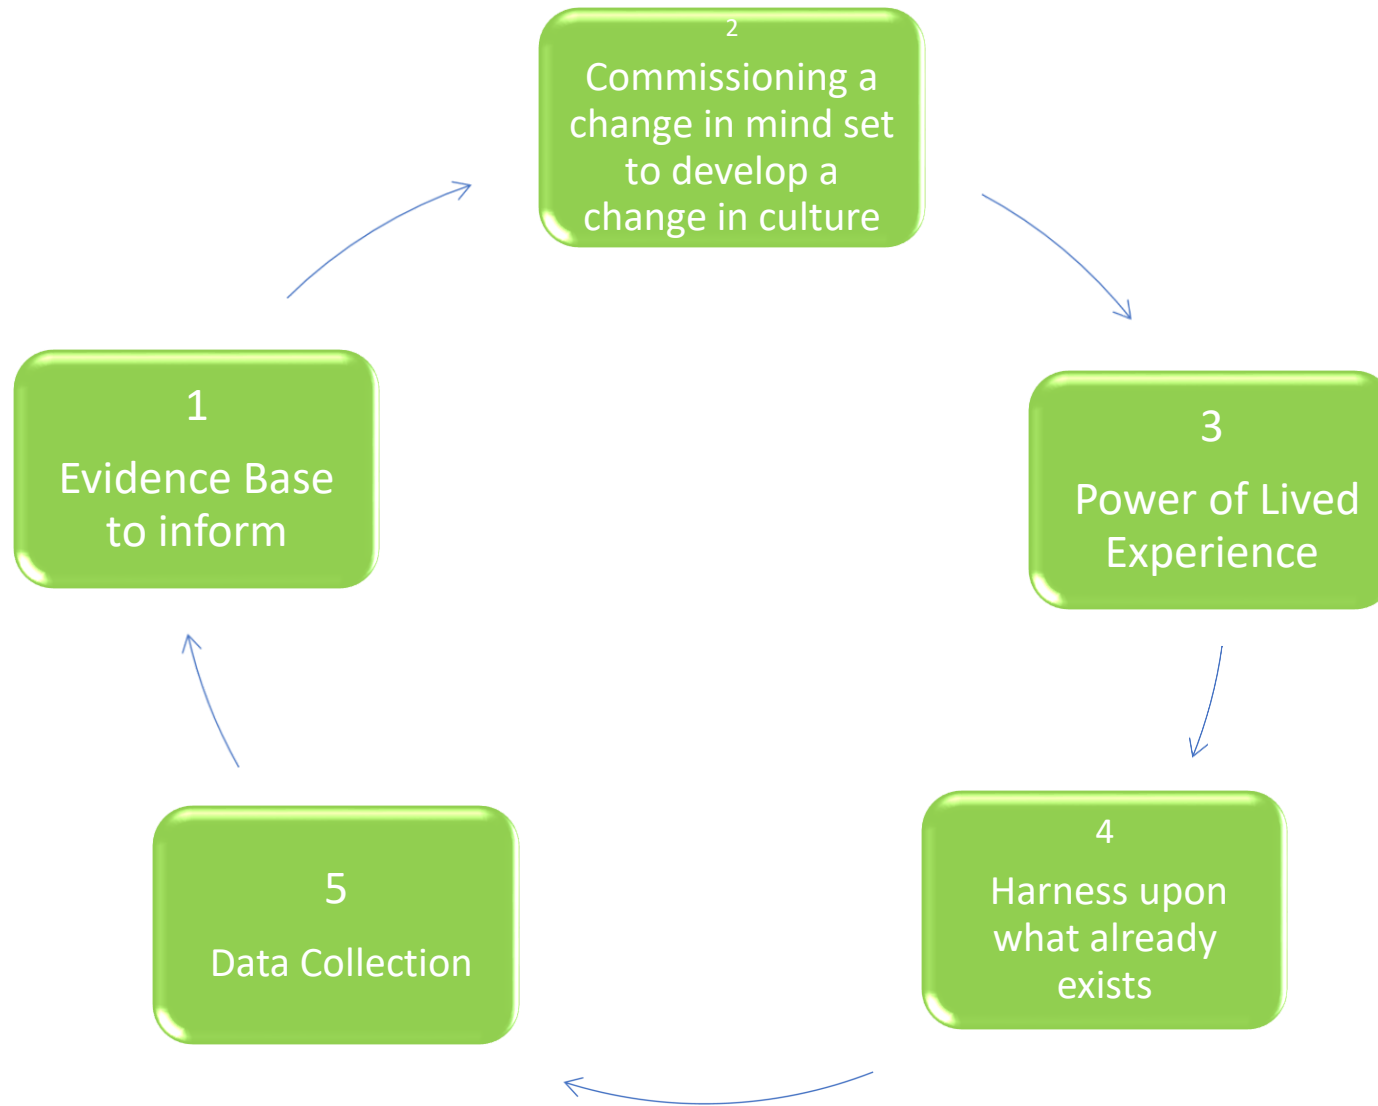 1
Evidence Base
to inform
2
Commissioning a
change in mind set
to develop a
change in culture
3
Power of Lived
Experience
4
Harness upon
what already
exists
5
Data Collection